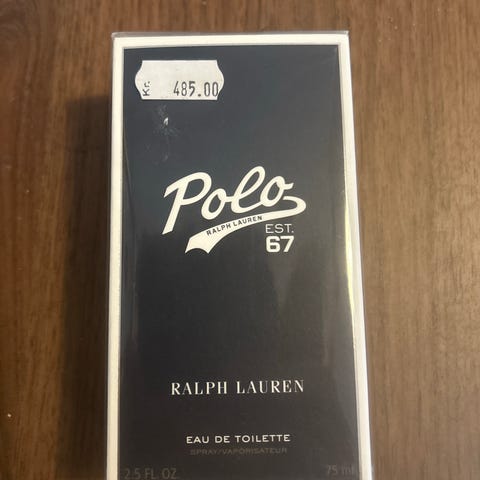 Kr. 485.00
Polo
RALPH LAUREN
EST.
67
RALPH LAUREN
EAU DE TOILETTE
SPRAY/VAPORISATEUR
2.5 FL. OZ. 75 ml